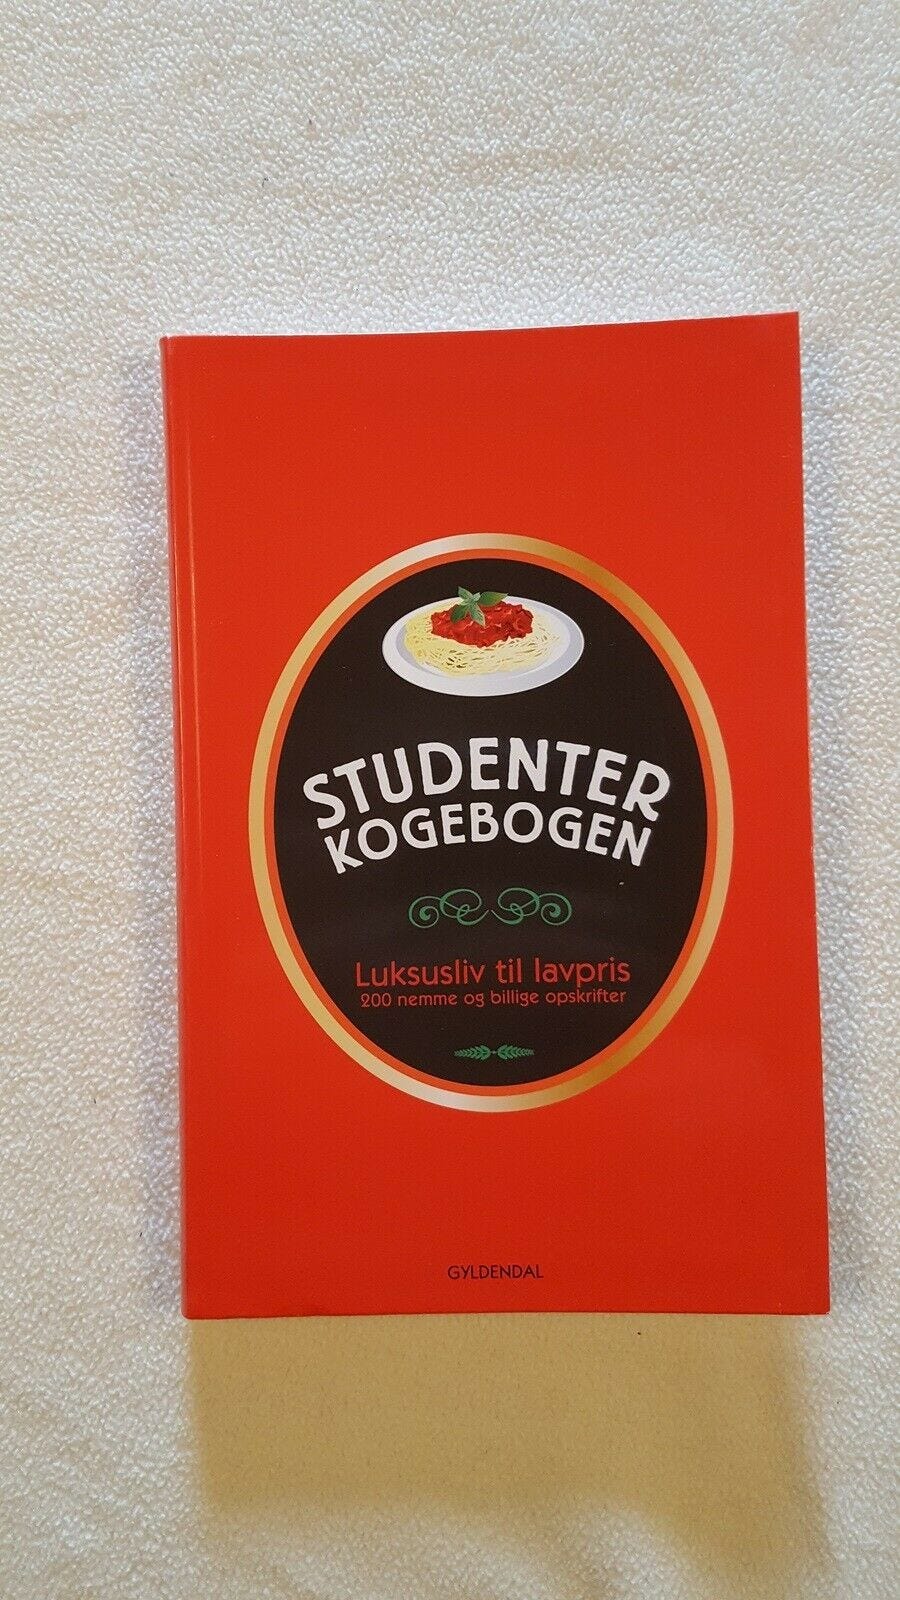 STUDENTER
KOGEBOGEN
Luksusliv til lavpris
200 nemme og billige opskrifter
GYLDENDAL